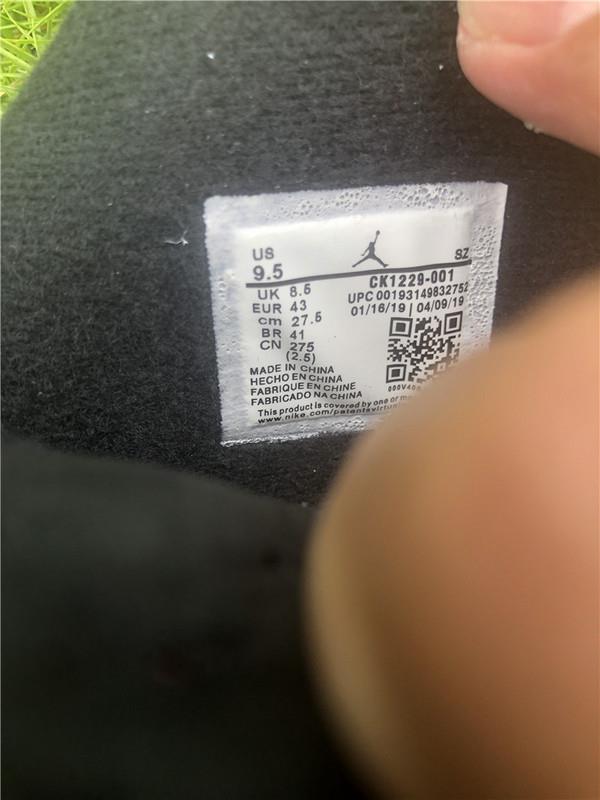 US SZ
9.5
UK 8.5
EUR 43
cm 27.5
BR 41
CN 275
(2.5)
CK1229-001
UPC 00193149832752
01/16/19 | 04/09/19
MADE IN CHINA
HECHO EN CHINA
FABRIQUE EN CHINE
FABRICADO NA CHINA
This product is covered by one or
www.nike.com/patents